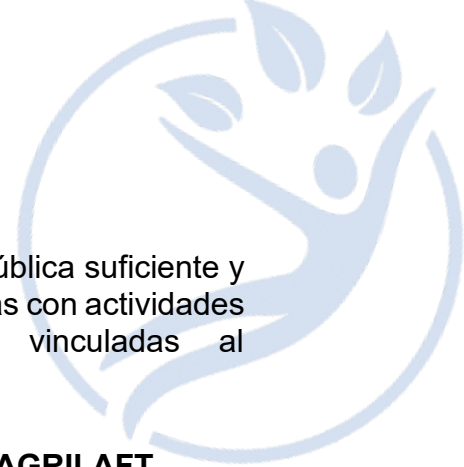 ública suficiente y
as con actividades
vinculadas al
AGRILAFT